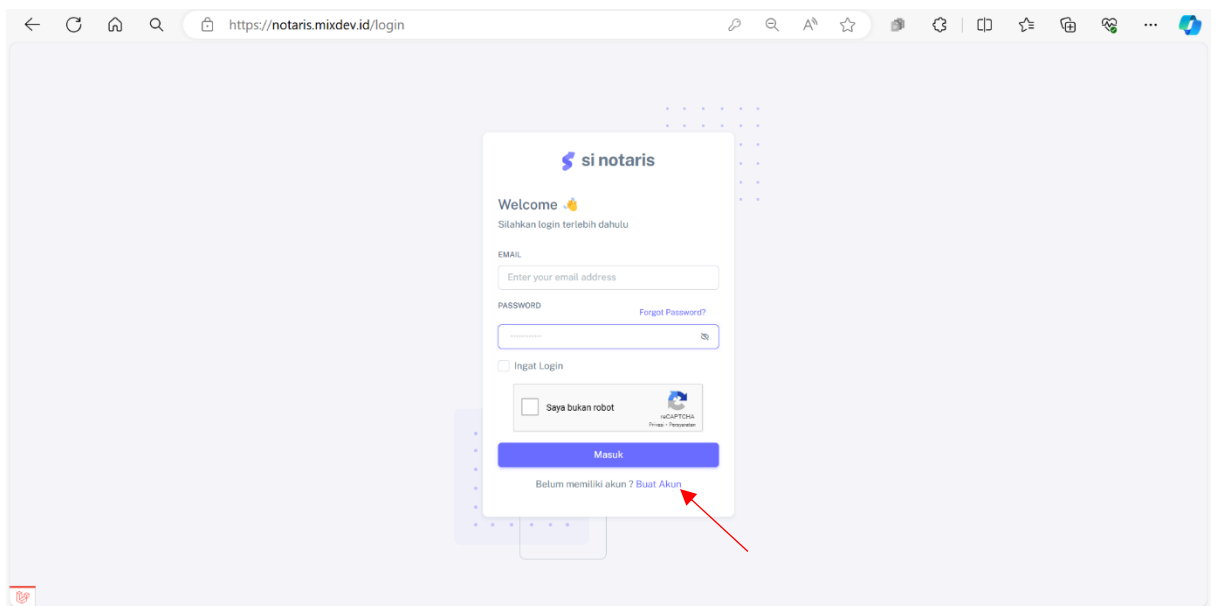 https://notaris.mixdev.id/login
si notaris
Welcome 👋
Silahkan login terlebih dahulu
EMAIL
Enter your email address
PASSWORD
Forgot Password?
Ingat Login
Saya bukan robot
reCAPTCHA
Privasi - Persyaratan
Masuk
Belum memiliki akun ? Buat Akun